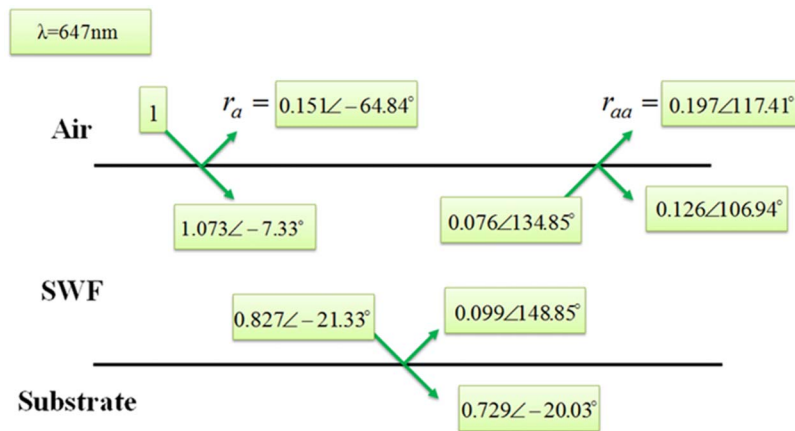 λ=647nm
1
r_a = 0.151∠−64.84°
r_aa = 0.197∠117.41°
Air
1.073∠−7.33°
0.076∠134.85°
0.126∠106.94°
SWF
0.827∠−21.33°
0.099∠148.85°
Substrate
0.729∠−20.03°